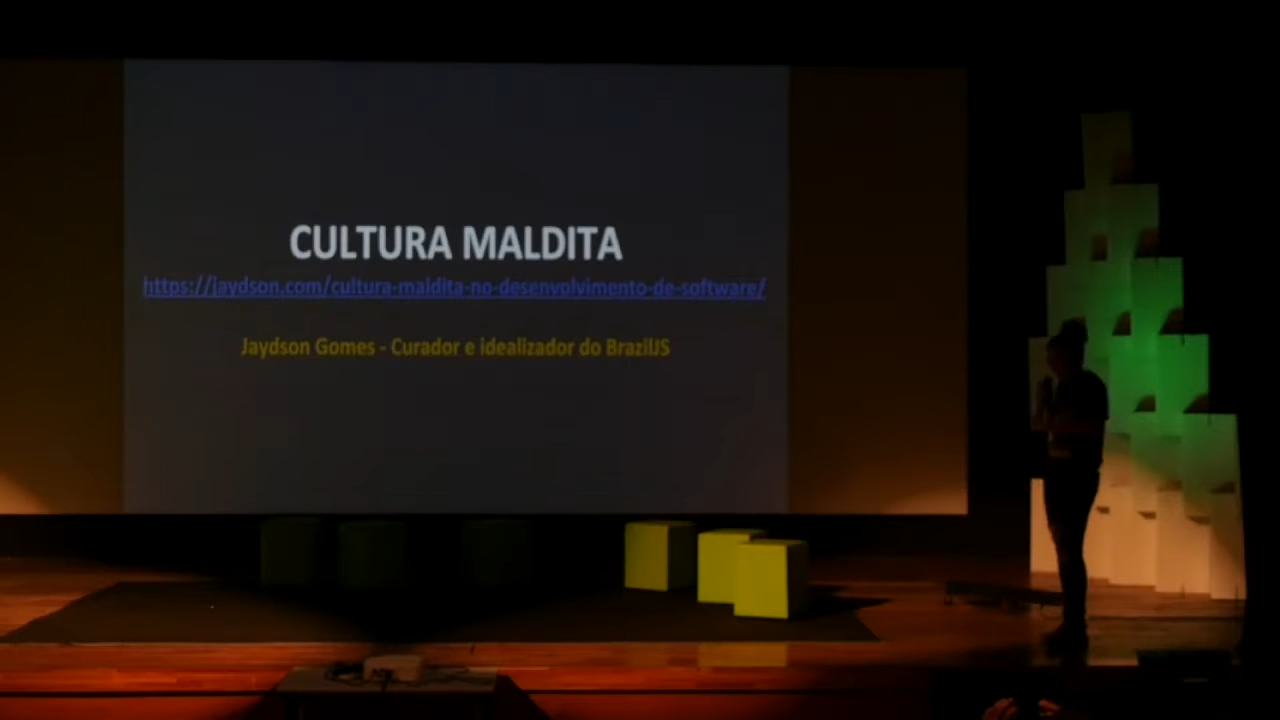 CULTURA MALDITA
https://jaydson.com/cultura-maldita-no-desenvolvimento-de-software/
Jaydson Gomes - Curador e idealizador do BrazilJS